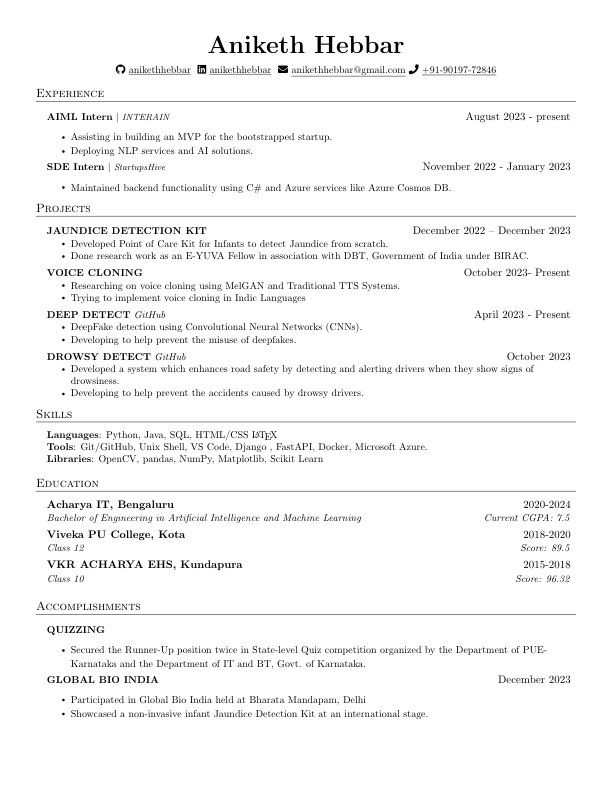 Aniketh Hebbar
anikethhebbar anikethhebbar anikethhebbar@gmail.com +91-90197-72846
Experience
AIML Intern | INTERAIN August 2023 - present
• Assisting in building an MVP for the bootstrapped startup.
• Deploying NLP services and AI solutions.
SDE Intern | StartupsHive November 2022 - January 2023
• Maintained backend functionality using C# and Azure services like Azure Cosmos DB.
Projects
JAUNDICE DETECTION KIT December 2022 – December 2023
• Developed Point of Care Kit for Infants to detect Jaundice from scratch.
• Done research work as an E-YUVA Fellow in association with DBT, Government of India under BIRAC.
VOICE CLONING October 2023- Present
• Researching on voice cloning using MelGAN and Traditional TTS Systems.
• Trying to implement voice cloning in Indic Languages
DEEP DETECT GitHub April 2023 - Present
• DeepFake detection using Convolutional Neural Networks (CNNs).
• Developing to help prevent the misuse of deepfakes.
DROWSY DETECT GitHub October 2023
• Developed a system which enhances road safety by detecting and alerting drivers when they show signs of
drowsiness.
• Developing to help prevent the accidents caused by drowsy drivers.
Skills
Languages: Python, Java, SQL, HTML/CSS LATEX
Tools: Git/GitHub, Unix Shell, VS Code, Django , FastAPI, Docker, Microsoft Azure.
Libraries: OpenCV, pandas, NumPy, Matplotlib, Scikit Learn
Education
Acharya IT, Bengaluru 2020-2024
Bachelor of Engineering in Artificial Intelligence and Machine Learning Current CGPA: 7.5
Viveka PU College, Kota 2018-2020
Class 12 Score: 89.5
VKR ACHARYA EHS, Kundapura 2015-2018
Class 10 Score: 96.32
Accomplishments
QUIZZING
• Secured the Runner-Up position twice in State-level Quiz competition organized by the Department of PUE-
Karnataka and the Department of IT and BT, Govt. of Karnataka.
GLOBAL BIO INDIA December 2023
• Participated in Global Bio India held at Bharata Mandapam, Delhi
• Showcased a non-invasive infant Jaundice Detection Kit at an international stage.